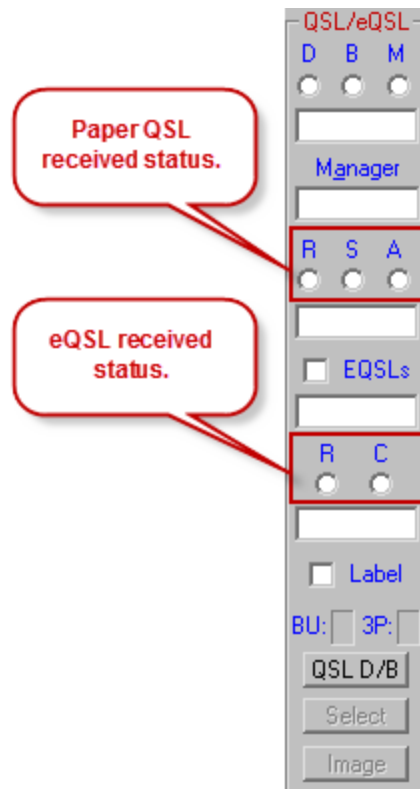 QSL/eQSL
D B M
Paper QSL
received status.
Manager
R S A
eQSL received
status.
EQSLs
R C
Label
BU: 3P:
QSL D/B
Select
Image